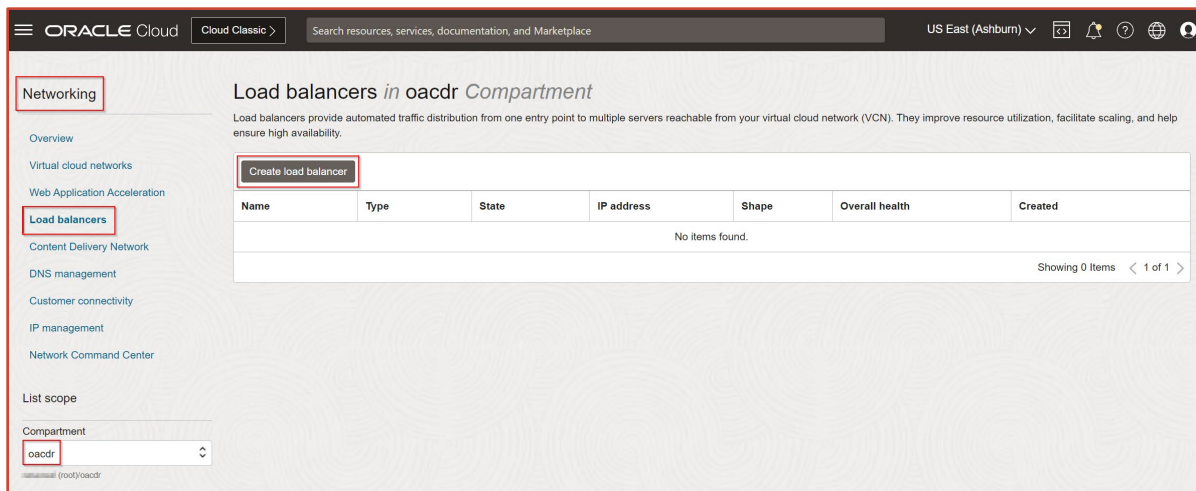 ORACLE Cloud
Cloud Classic >
Search resources, services, documentation, and Marketplace
US East (Ashburn)
Networking
Overview
Virtual cloud networks
Web Application Acceleration
Load balancers
Content Delivery Network
DNS management
Customer connectivity
IP management
Network Command Center
List scope
Compartment
oacdr
(root)/oacdr
Load balancers in oacdr Compartment
Load balancers provide automated traffic distribution from one entry point to multiple servers reachable from your virtual cloud network (VCN). They improve resource utilization, facilitate scaling, and help
ensure high availability.
Create load balancer
Name Type State IP address Shape Overall health Created
No items found.
Showing 0 Items < 1 of 1 >